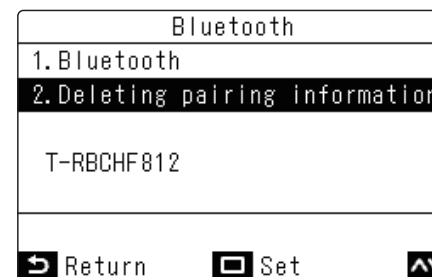 Bluetooth
1.Bluetooth
2.Deleting pairing information
T-RBCHF812
Return Set